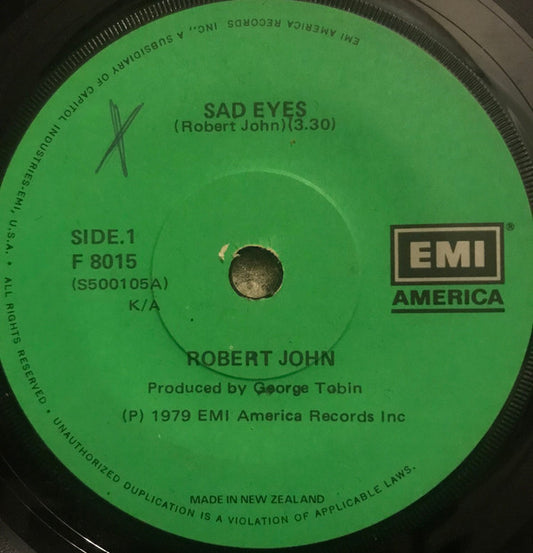 EMI AMERICA RECORDS INC., A SUBSIDIARY OF CAPITOL INDUSTRIES-EMI, U.S.A. • ALL RIGHTS RESERVED • UNAUTHORIZED DUPLICATION IS A VIOLATION OF APPLICABLE LAWS.
X
SAD EYES
(Robert John)(3.30)
SIDE.1
F 8015
(S500105A)
K/A
EMI®
AMERICA
ROBERT JOHN
Produced by George Tobin
(P) 1979 EMI America Records Inc
MADE IN NEW ZEALAND